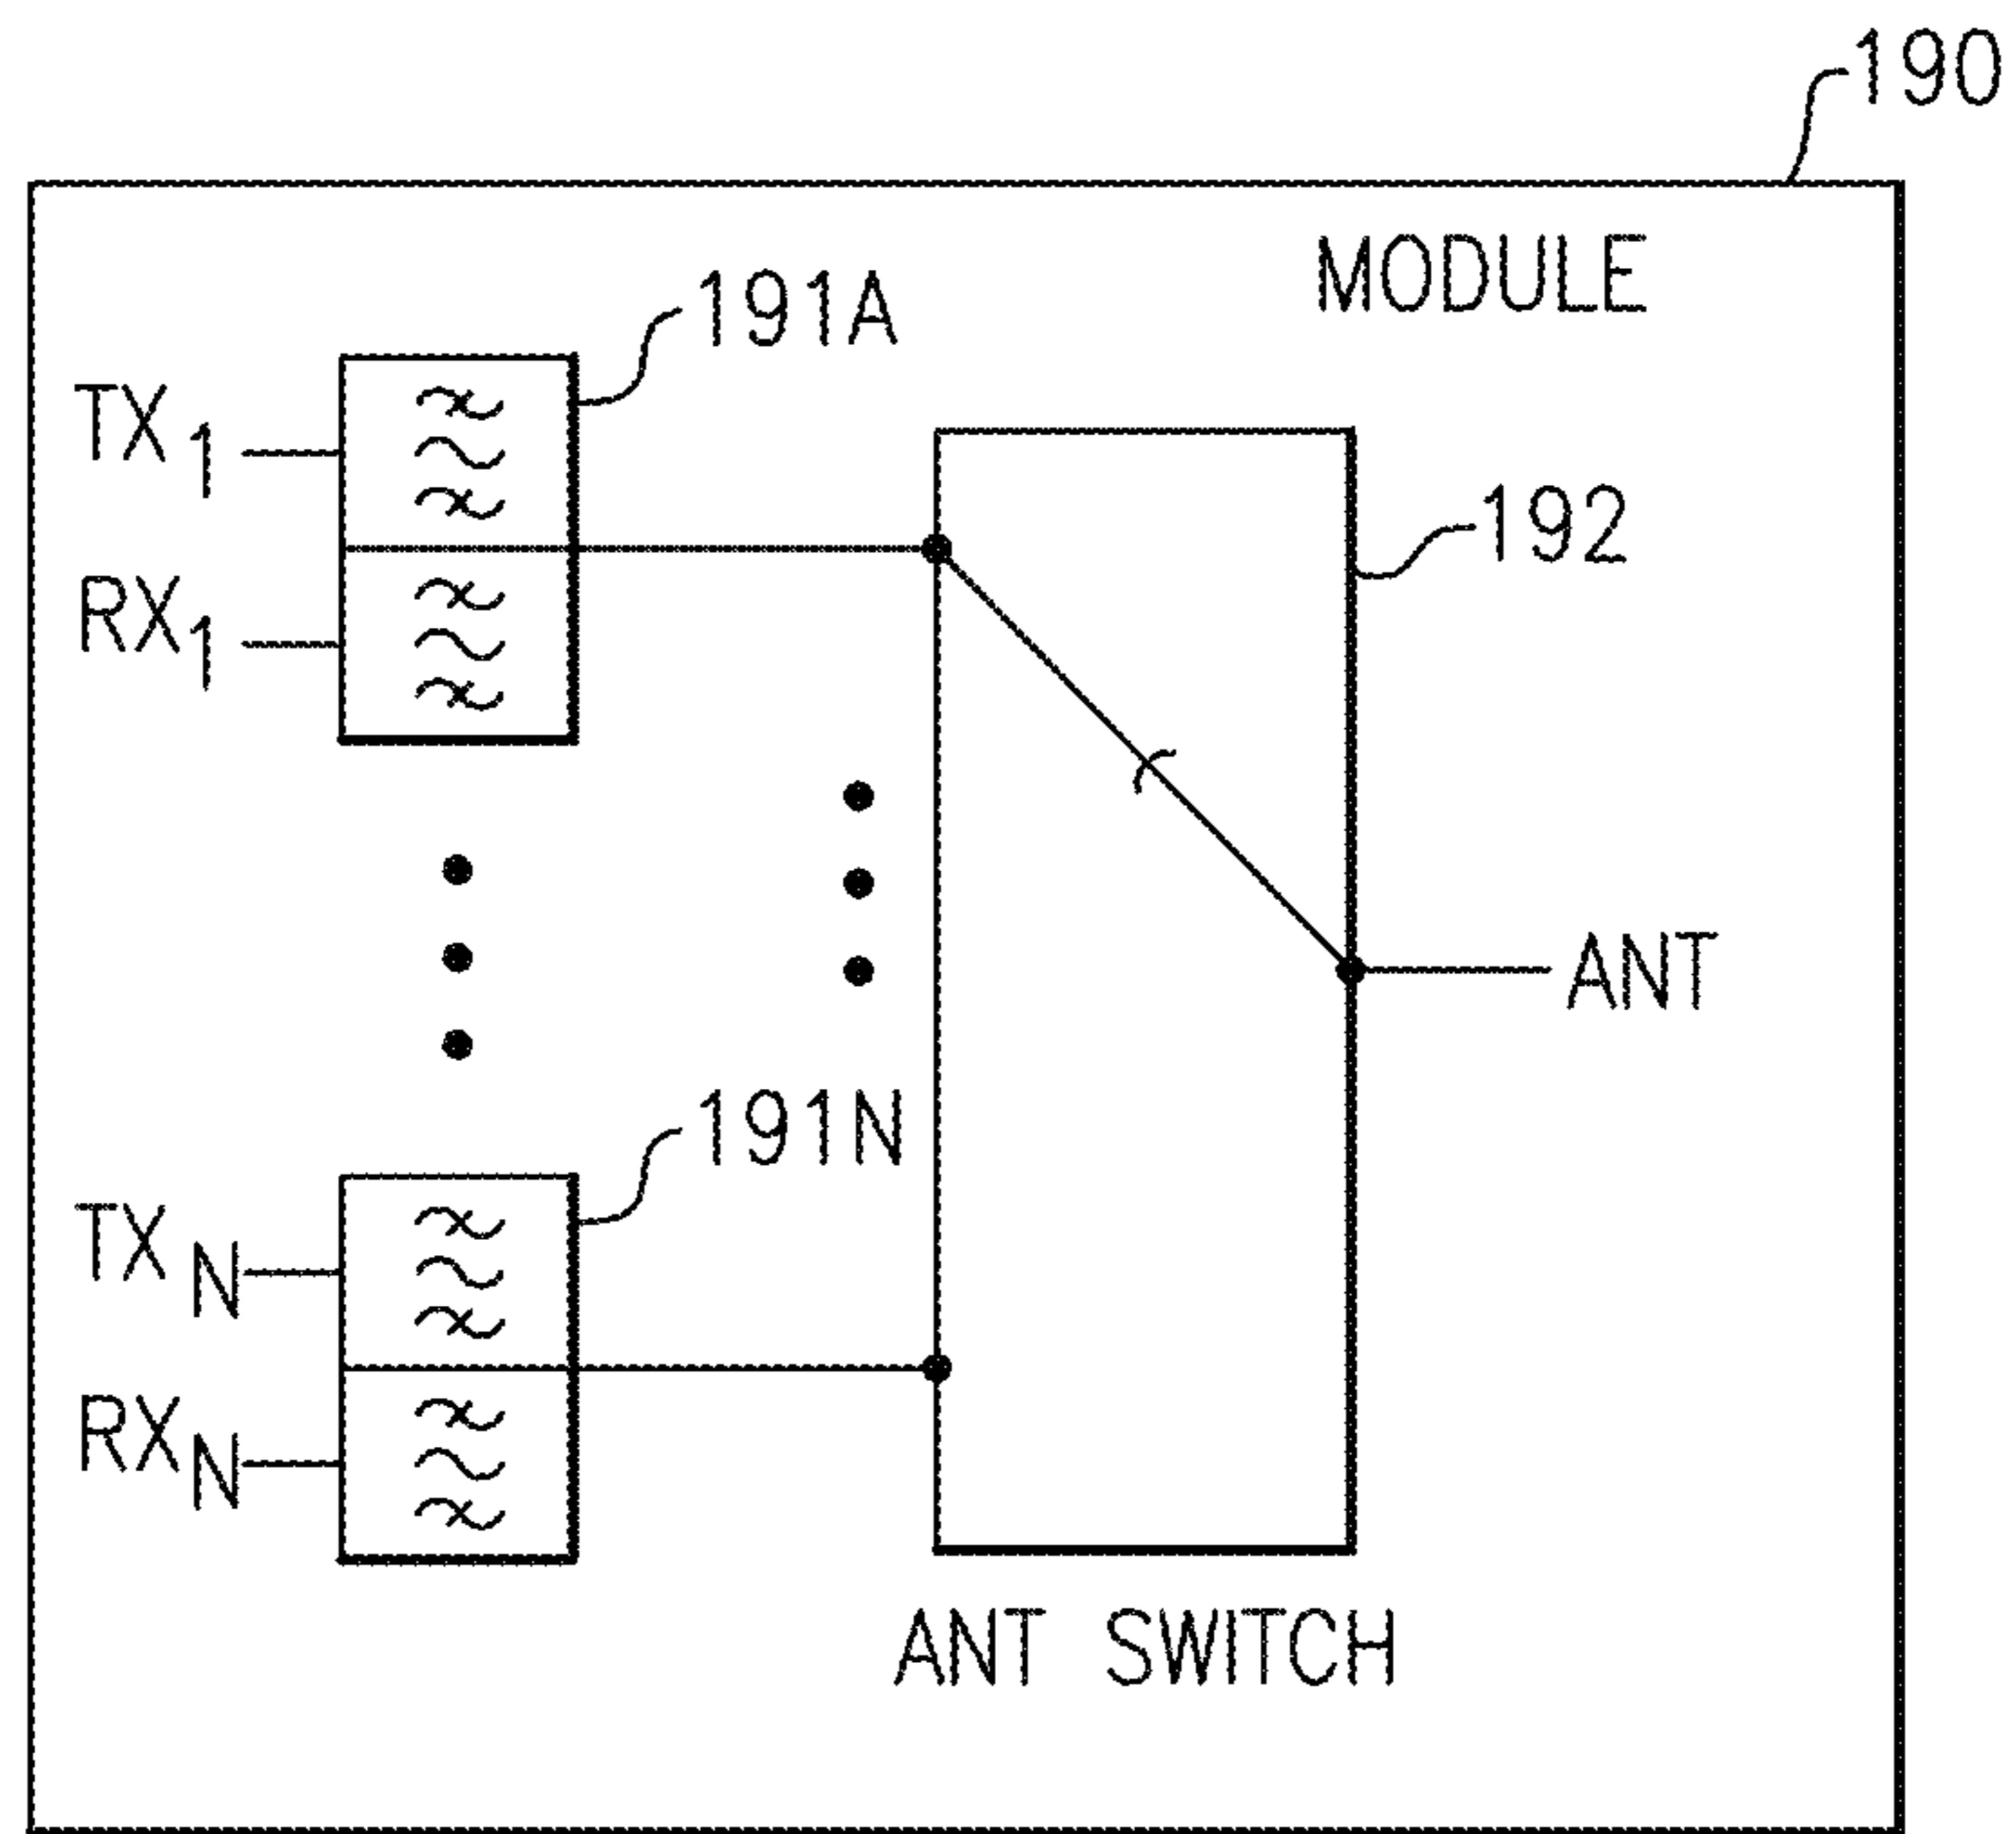 190
MODULE
191A
TX1
192
RX1
ANT
191N
TXN
RXN
ANT SWITCH